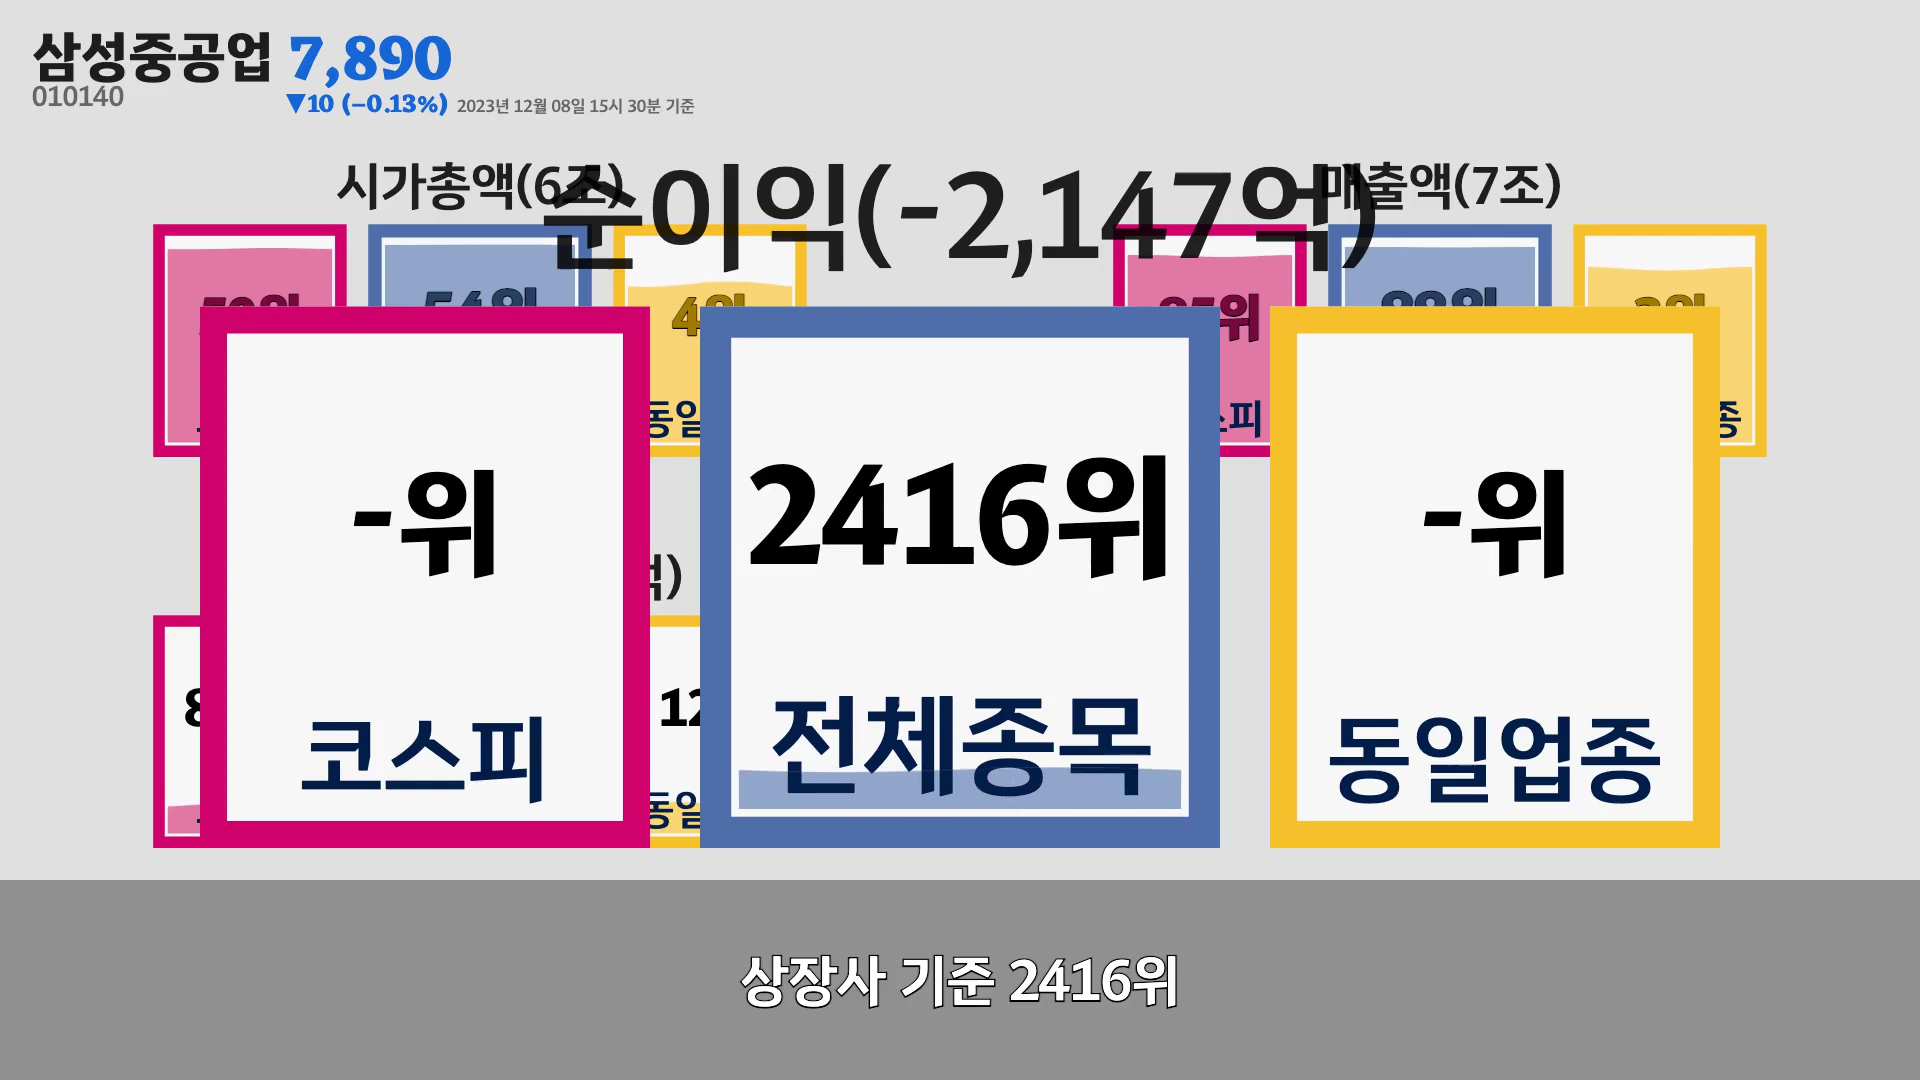 삼성중공업 7,890
010140
▼10 (−0.13%) 2023년 12월 08일 15시 30분 기준
시가총액(6조)
순이익(-2,147억)
매출액(7조)
-위
코스피
2416위
전체종목
-위
동일업종
상장사 기준 2416위